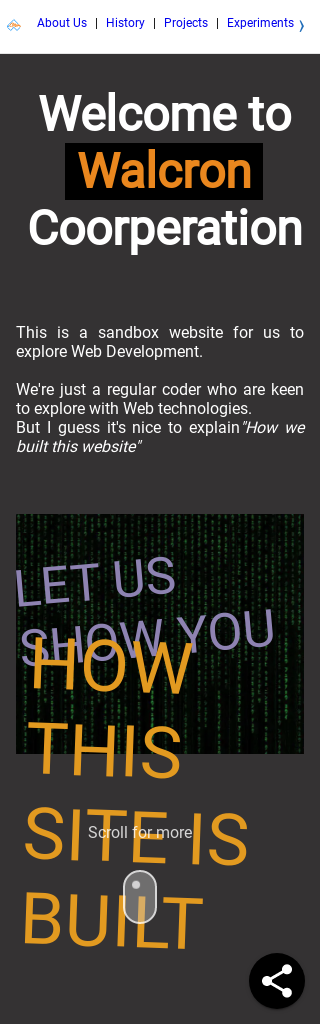 About Us | History | Projects | Experiments ❯
Welcome to
Walcron
Coorperation
This is a sandbox website for us to
explore Web Development.
We're just a regular coder who are keen
to explore with Web technologies.
But I guess it's nice to explain "How we
built this website"
LET US
SHOW YOU
HOW
THIS
SITE IS
BUILT
Scroll for more